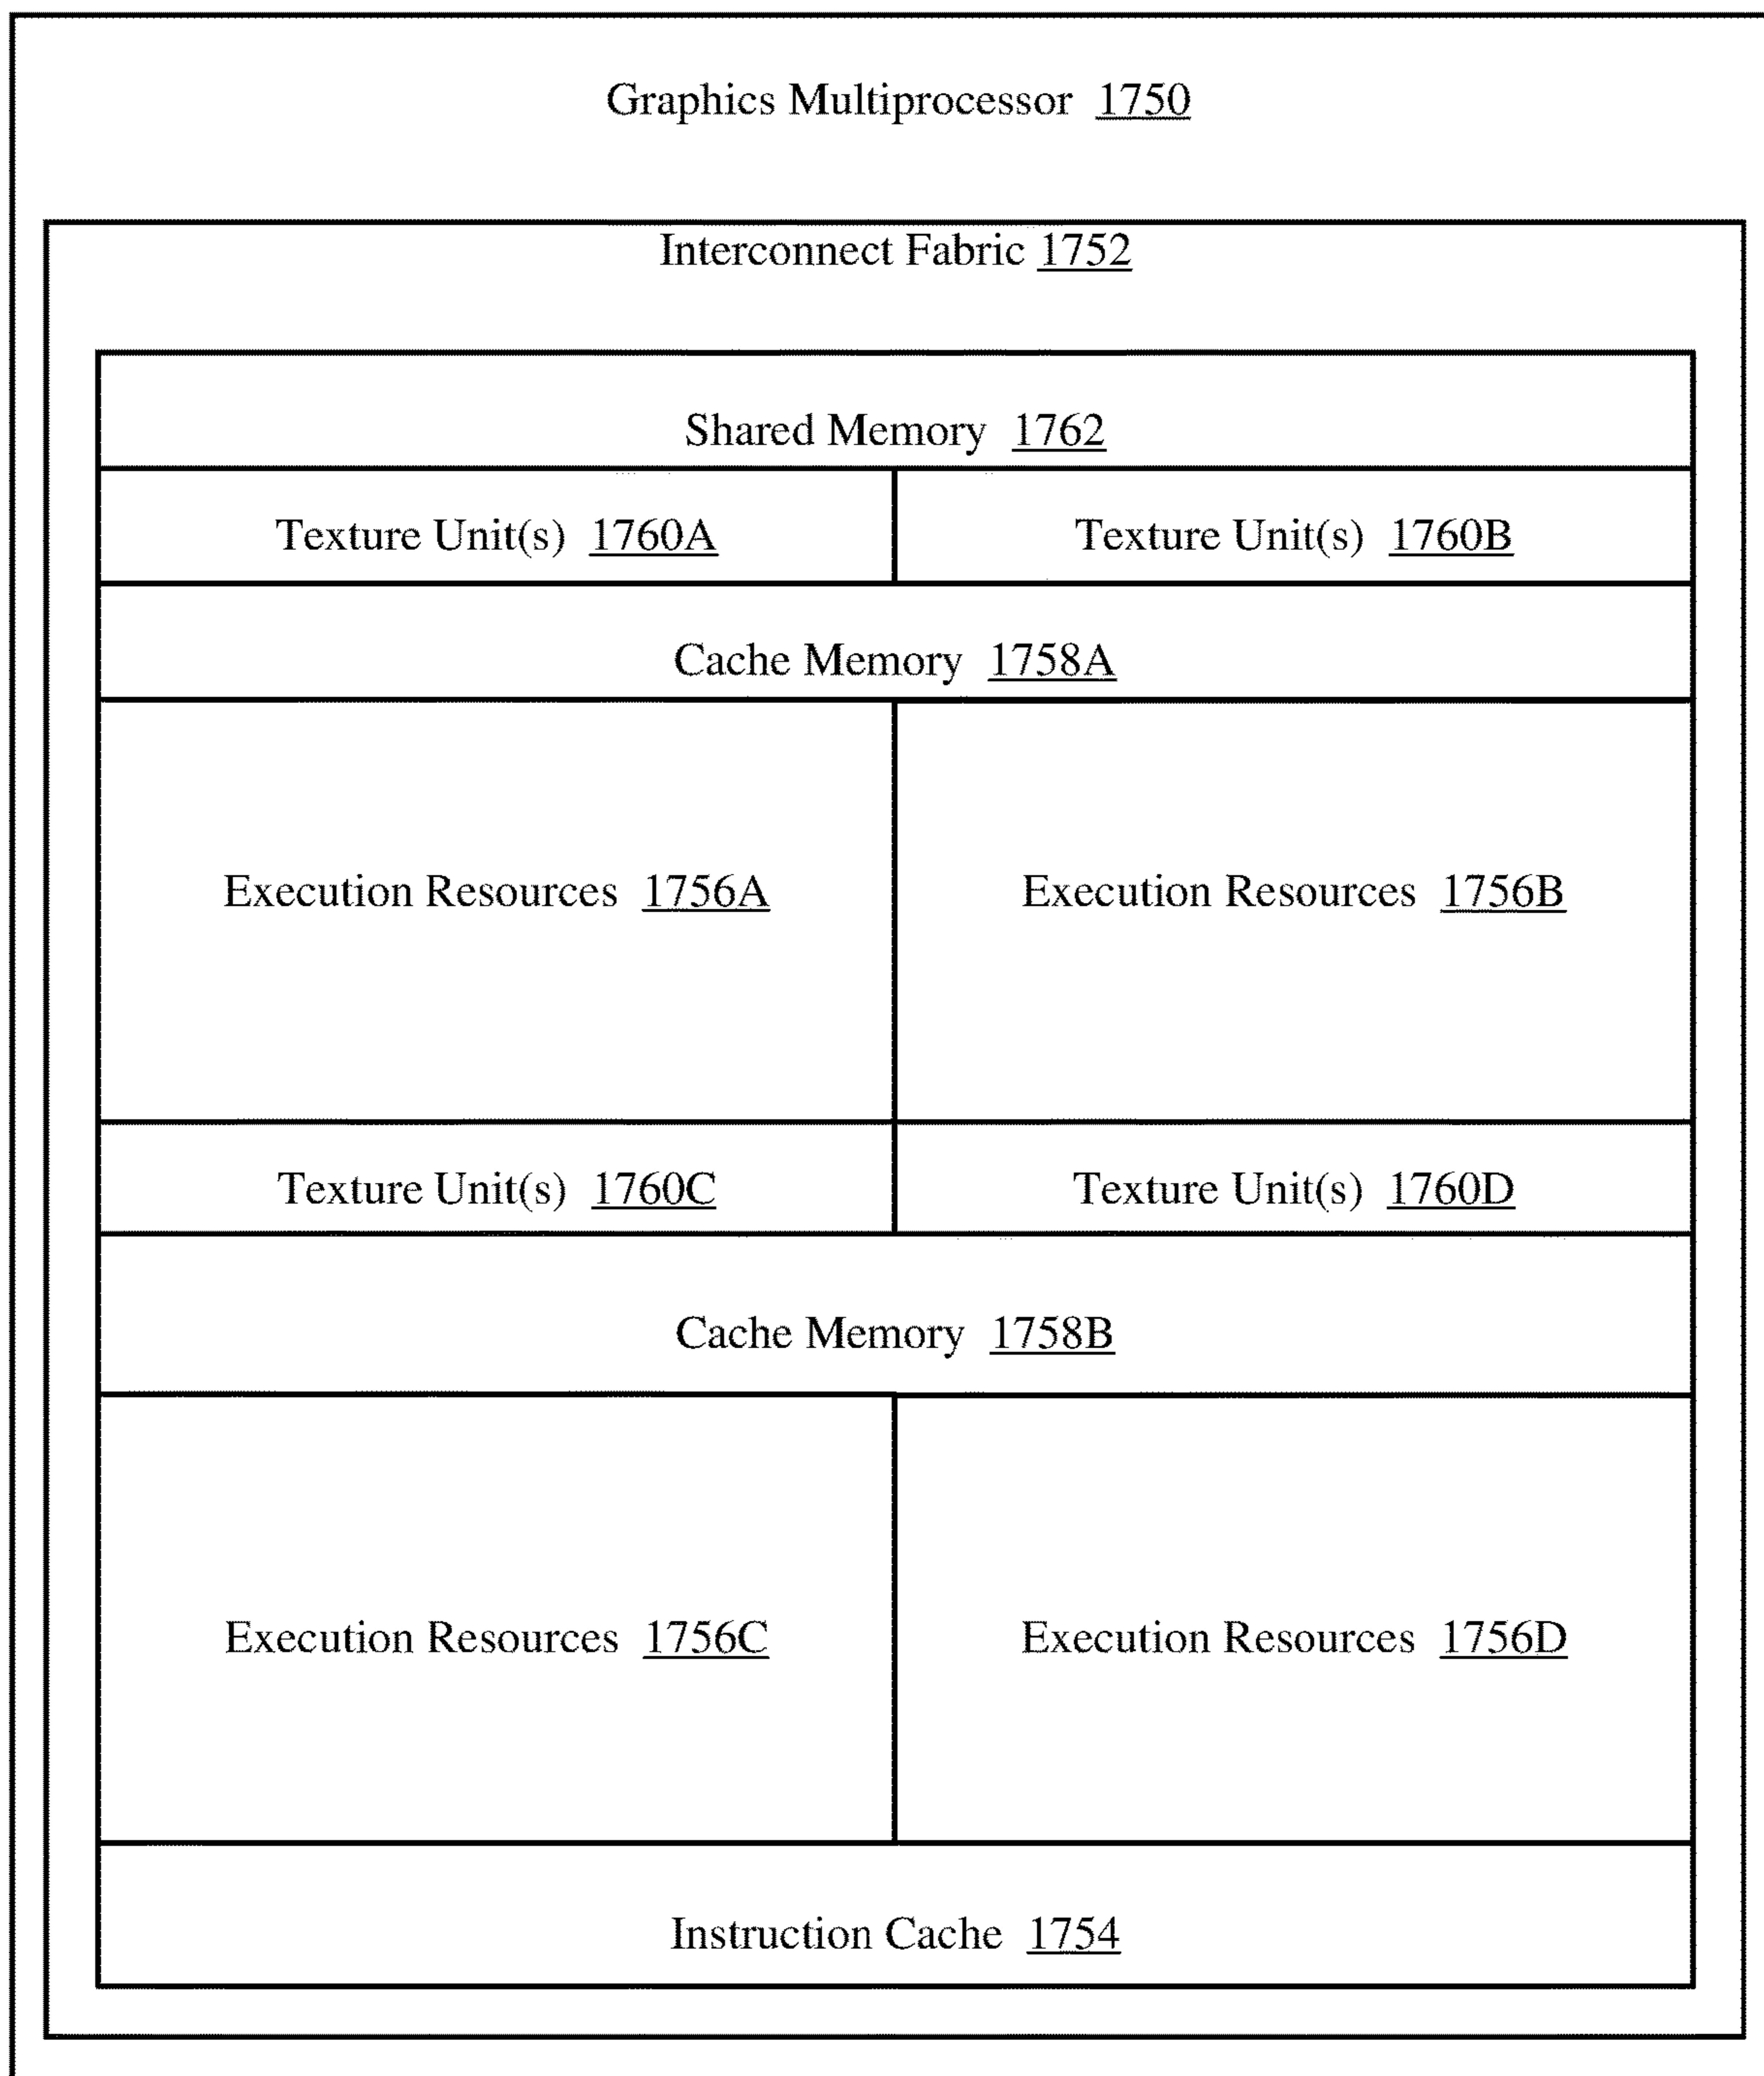 Graphics Multiprocessor 1750
Interconnect Fabric 1752
Shared Memory 1762
Texture Unit(s) 1760A
Texture Unit(s) 1760B
Cache Memory 1758A
Execution Resources 1756A
Execution Resources 1756B
Texture Unit(s) 1760C
Texture Unit(s) 1760D
Cache Memory 1758B
Execution Resources 1756C
Execution Resources 1756D
Instruction Cache 1754